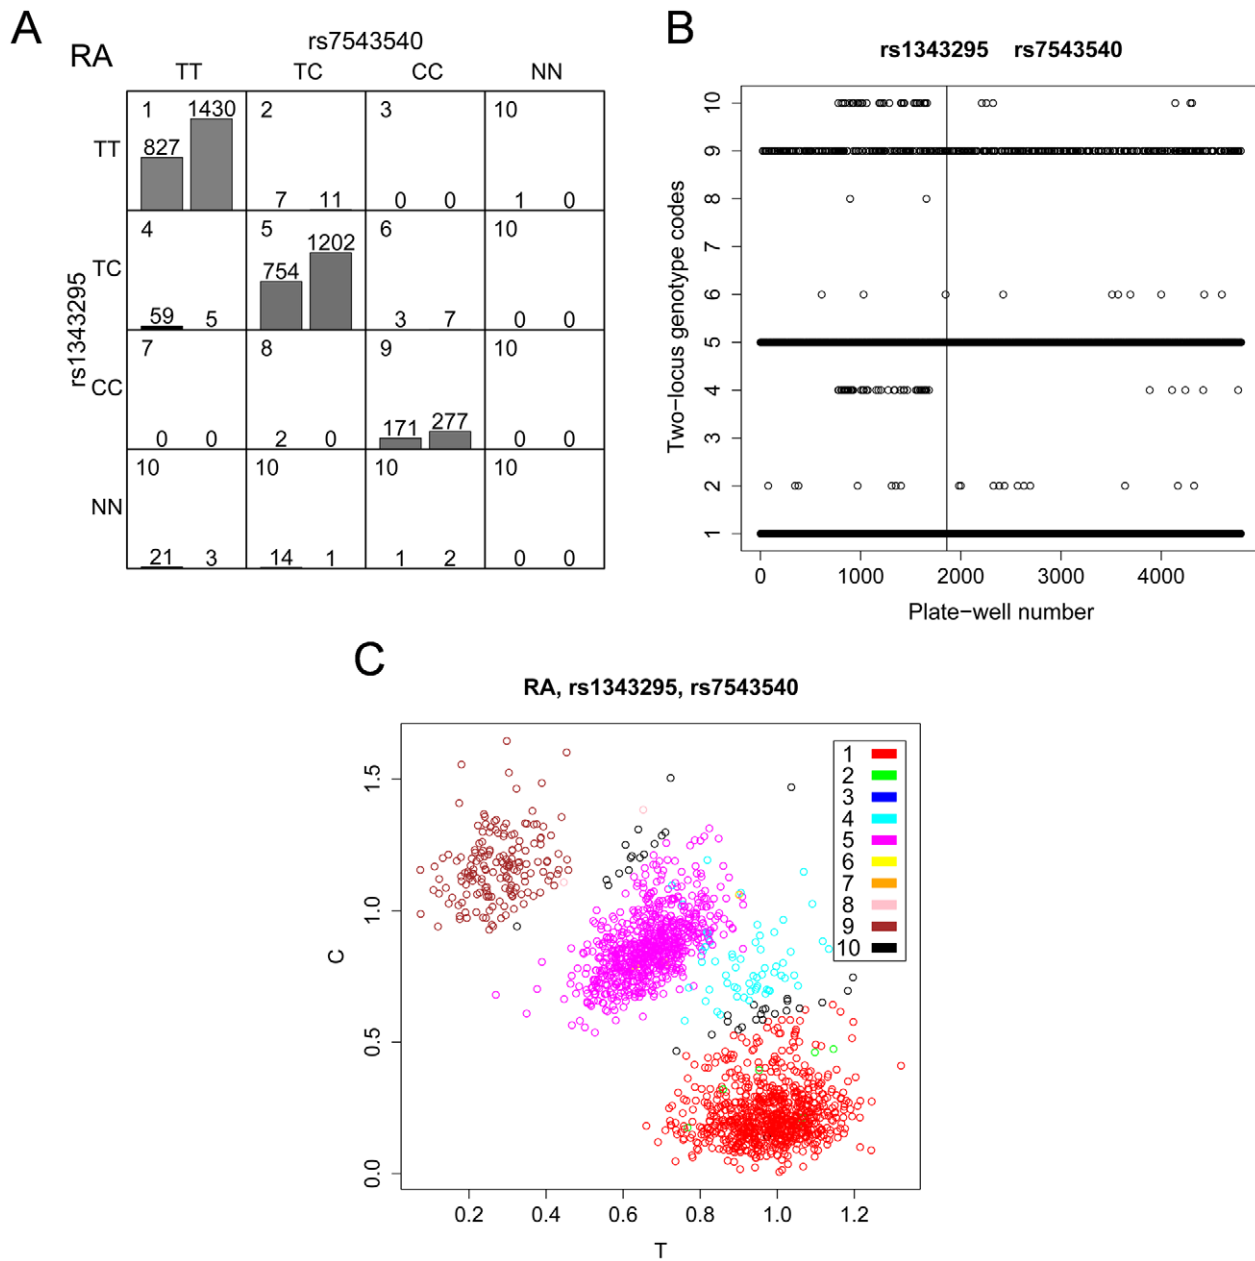 A
RA
rs7543540
TT TC CC NN
rs1343295
TT
1 827 1430
2 7 11
3 0 0
10 1 0
TC
4 59 5
5 754 1202
6 3 7
10 0 0
CC
7 0 0
8 2 0
9 171 277
10 0 0
NN
10 21 3
10 14 1
10 1 2
10 0 0
B
rs1343295 rs7543540
Two−locus genotype codes
10
9
8
7
6
5
4
3
2
1
0 1000 2000 3000 4000
Plate−well number
C
RA, rs1343295, rs7543540
C
1.5
1.0
0.5
0.0
1
2
3
4
5
6
7
8
9
10
0.2 0.4 0.6 0.8 1.0 1.2
T